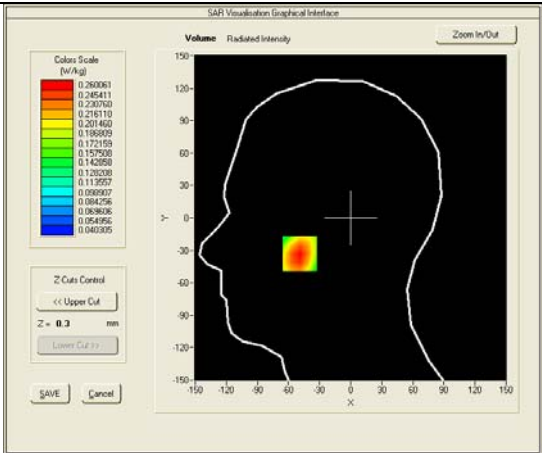 SAR Visualisation Graphical Interface
Volume Radiated Intensity
Zoom In/Out
Colors Scale
(W/kg)
0.260061
0.245411
0.230760
0.216110
0.201460
0.186809
0.172159
0.157508
0.142858
0.128208
0.113557
0.098907
0.084256
0.069606
0.054956
0.040305
Z Cuts Control
<< Upper Cut
Z = 0.3 mm
Lower Cut >>
SAVE Cancel
150
120
90
60
30
0
-30
-60
-90
-120
-150
Y
-150 -120 -90 -60 -30 0 30 60 90 120 150
X